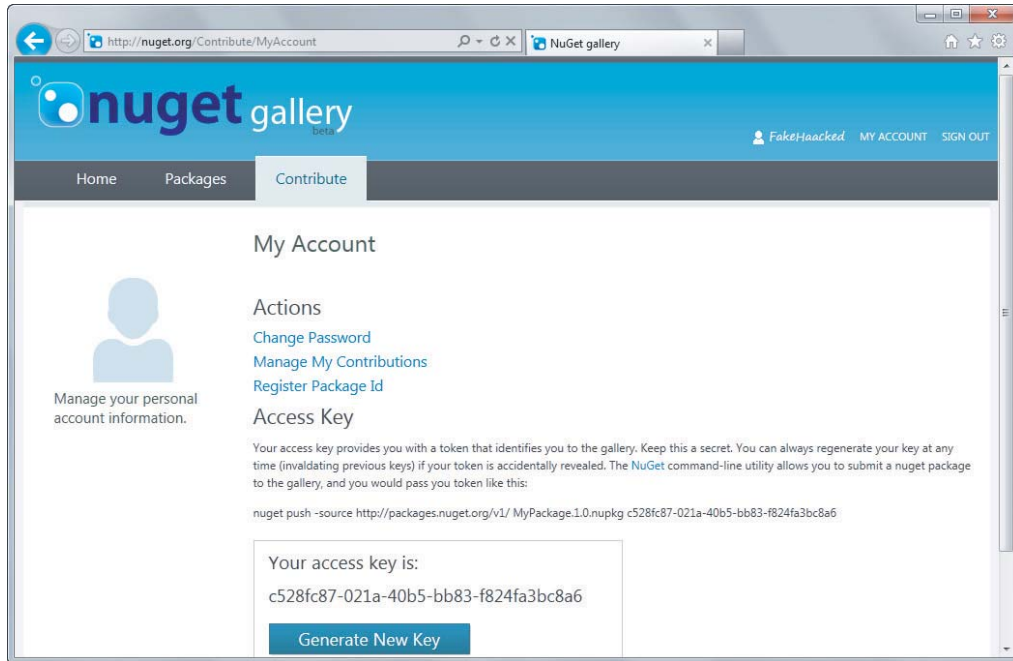 http://nuget.org/Contribute/MyAccount
NuGet gallery
nuget gallery
beta
FakeHaacked MY ACCOUNT SIGN OUT
Home Packages Contribute
My Account
Actions
Change Password
Manage My Contributions
Register Package Id
Manage your personal
account information.
Access Key
Your access key provides you with a token that identifies you to the gallery. Keep this a secret. You can always regenerate your key at any
time (invaldating previous keys) if your token is accidentally revealed. The NuGet command-line utility allows you to submit a nuget package
to the gallery, and you would pass you token like this:
nuget push -source http://packages.nuget.org/v1/ MyPackage.1.0.nupkg c528fc87-021a-40b5-bb83-f824fa3bc8a6
Your access key is:
c528fc87-021a-40b5-bb83-f824fa3bc8a6
Generate New Key